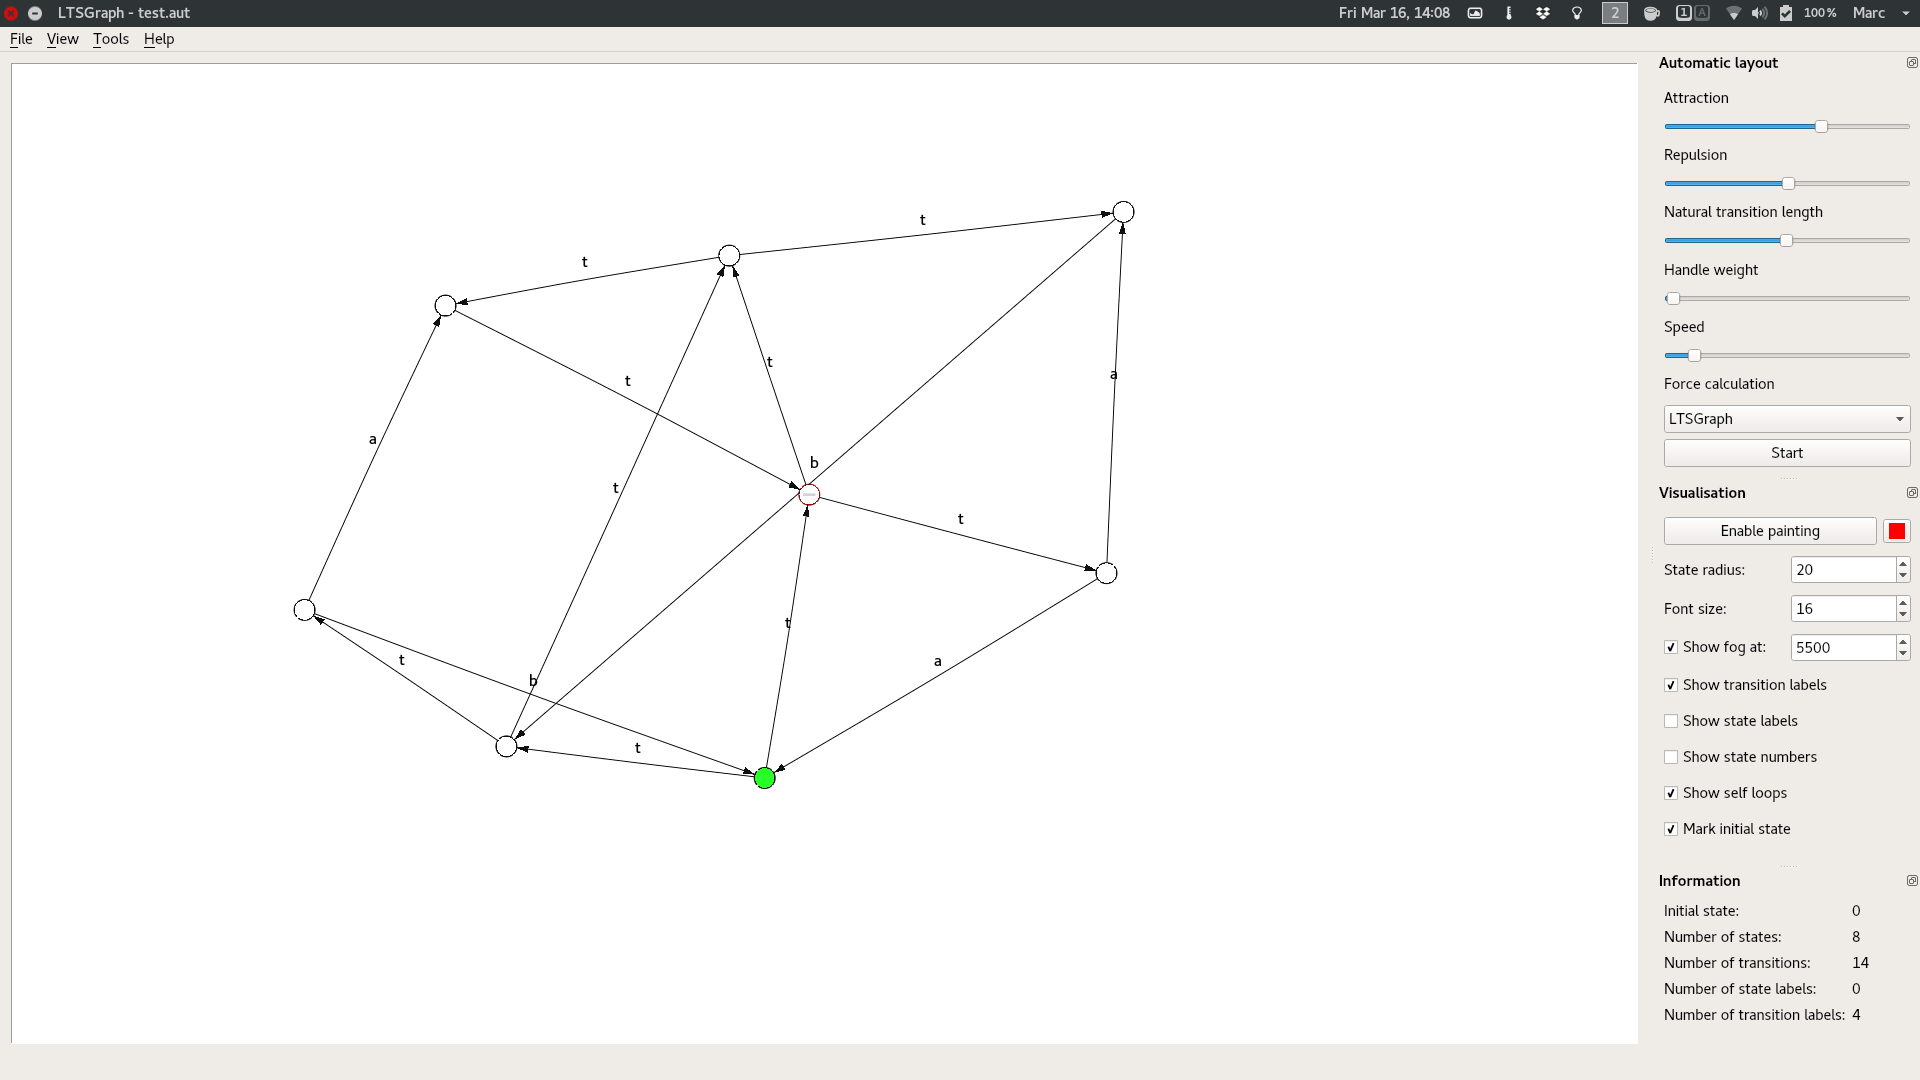 LTSGraph - test.aut
Fri Mar 16, 14:08
2
1 A
100%
Marc
File View Tools Help
t
t
t
t
a
a
b
t
t
t
a
t
b
t
Automatic layout
Attraction
Repulsion
Natural transition length
Handle weight
Speed
Force calculation
LTSGraph
Start
Visualisation
Enable painting
State radius: 20
Font size: 16
Show fog at: 5500
Show transition labels
Show state labels
Show state numbers
Show self loops
Mark initial state
Information
Initial state: 0
Number of states: 8
Number of transitions: 14
Number of state labels: 0
Number of transition labels: 4